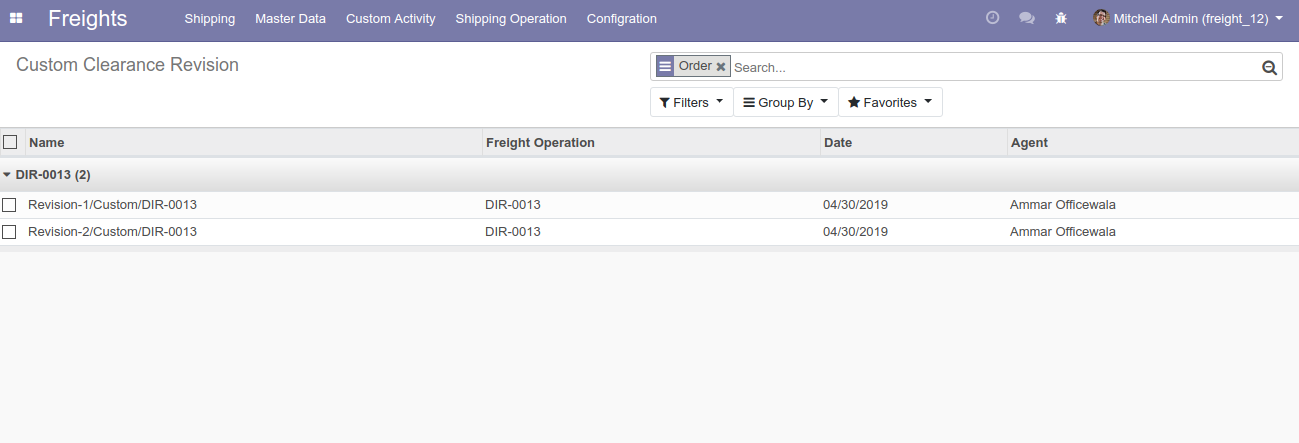 Freights Shipping Master Data Custom Activity Shipping Operation Configration Mitchell Admin (freight_12)
Custom Clearance Revision Order Search...
Filters Group By Favorites
Name Freight Operation Date Agent
DIR-0013 (2)
Revision-1/Custom/DIR-0013 DIR-0013 04/30/2019 Ammar Officewala
Revision-2/Custom/DIR-0013 DIR-0013 04/30/2019 Ammar Officewala